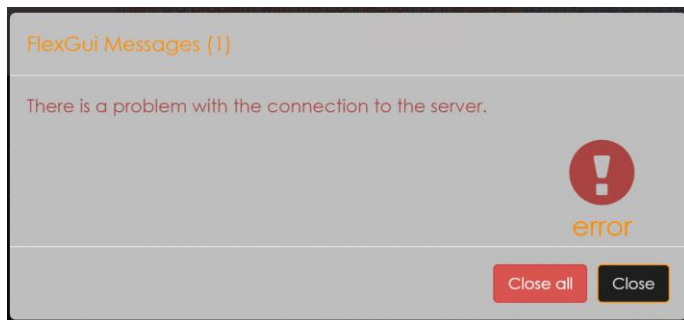 FlexGui Messages (1)
There is a problem with the connection to the server.
error
Close all
Close